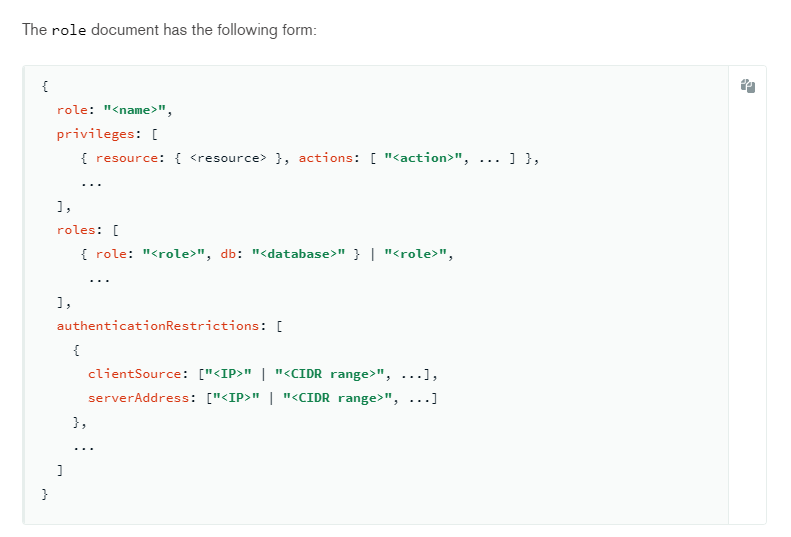 The role document has the following form:
{
role: "<name>",
privileges: [
{ resource: { <resource> }, actions: [ "<action>", ... ] },
...
],
roles: [
{ role: "<role>", db: "<database>" } | "<role>",
...
],
authenticationRestrictions: [
{
clientSource: ["<IP>" | "<CIDR range>", ...],
serverAddress: ["<IP>" | "<CIDR range>", ...]
},
...
]
}